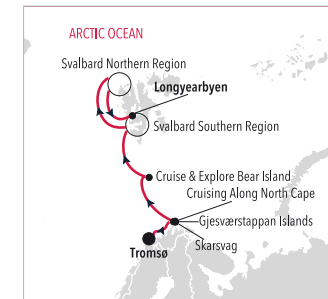 ARCTIC OCEAN
Svalbard Northern Region
Longyearbyen
Svalbard Southern Region
Cruise & Explore Bear Island
Cruising Along North Cape
Gjesværstappan Islands
Skarsvag
Tromsø